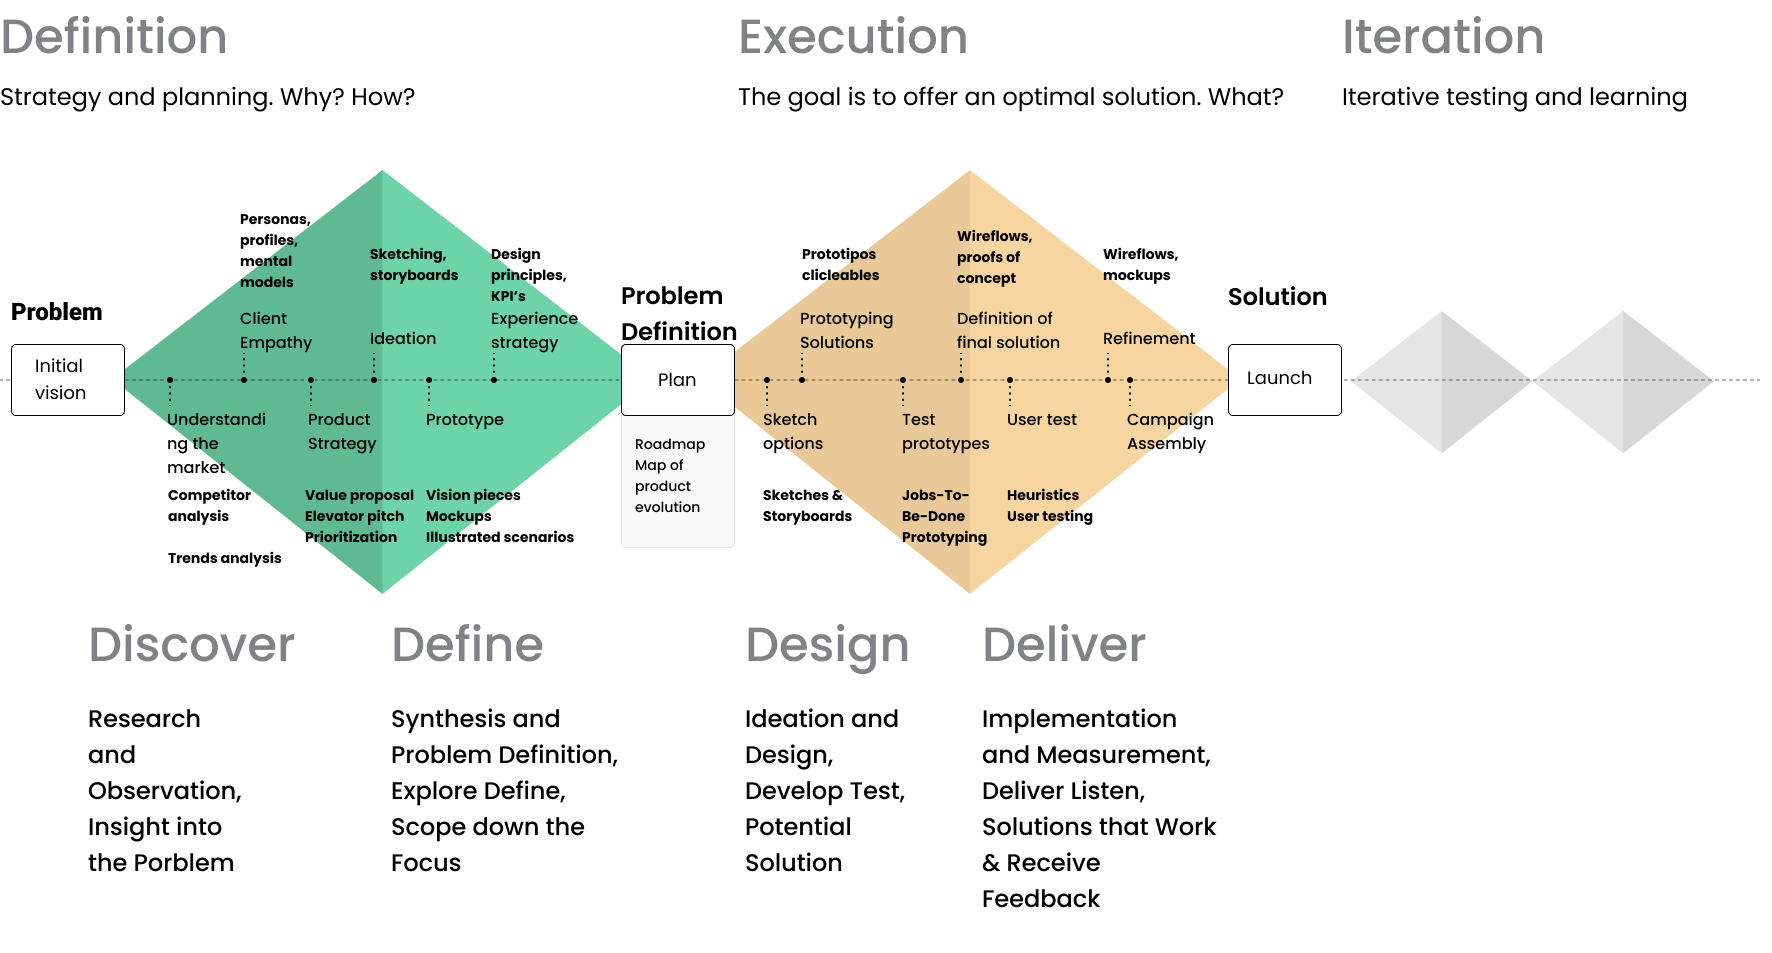 Definition
Strategy and planning. Why? How?
Execution
The goal is to offer an optimal solution. What?
Iteration
Iterative testing and learning
Problem
Initial
vision
Personas,
profiles,
mental
models
Client
Empathy
Sketching,
storyboards
Ideation
Design
principles,
KPI's
Experience
strategy
Understandi
ng the
market
Competitor
analysis
Trends analysis
Product
Strategy
Value proposal
Elevator pitch
Prioritization
Prototype
Vision pieces
Mockups
Illustrated scenarios
Problem
Definition
Plan
Roadmap
Map of
product
evolution
Prototipos
clicleables
Prototyping
Solutions
Wireflows,
proofs of
concept
Definition of
final solution
Wireflows,
mockups
Refinement
Sketch
options
Sketches &
Storyboards
Test
prototypes
Jobs-To-
Be-Done
Prototyping
User test
Heuristics
User testing
Campaign
Assembly
Solution
Launch
Discover
Research
and
Observation,
Insight into
the Porblem
Define
Synthesis and
Problem Definition,
Explore Define,
Scope down the
Focus
Design
Ideation and
Design,
Develop Test,
Potential
Solution
Deliver
Implementation
and Measurement,
Deliver Listen,
Solutions that Work
& Receive
Feedback